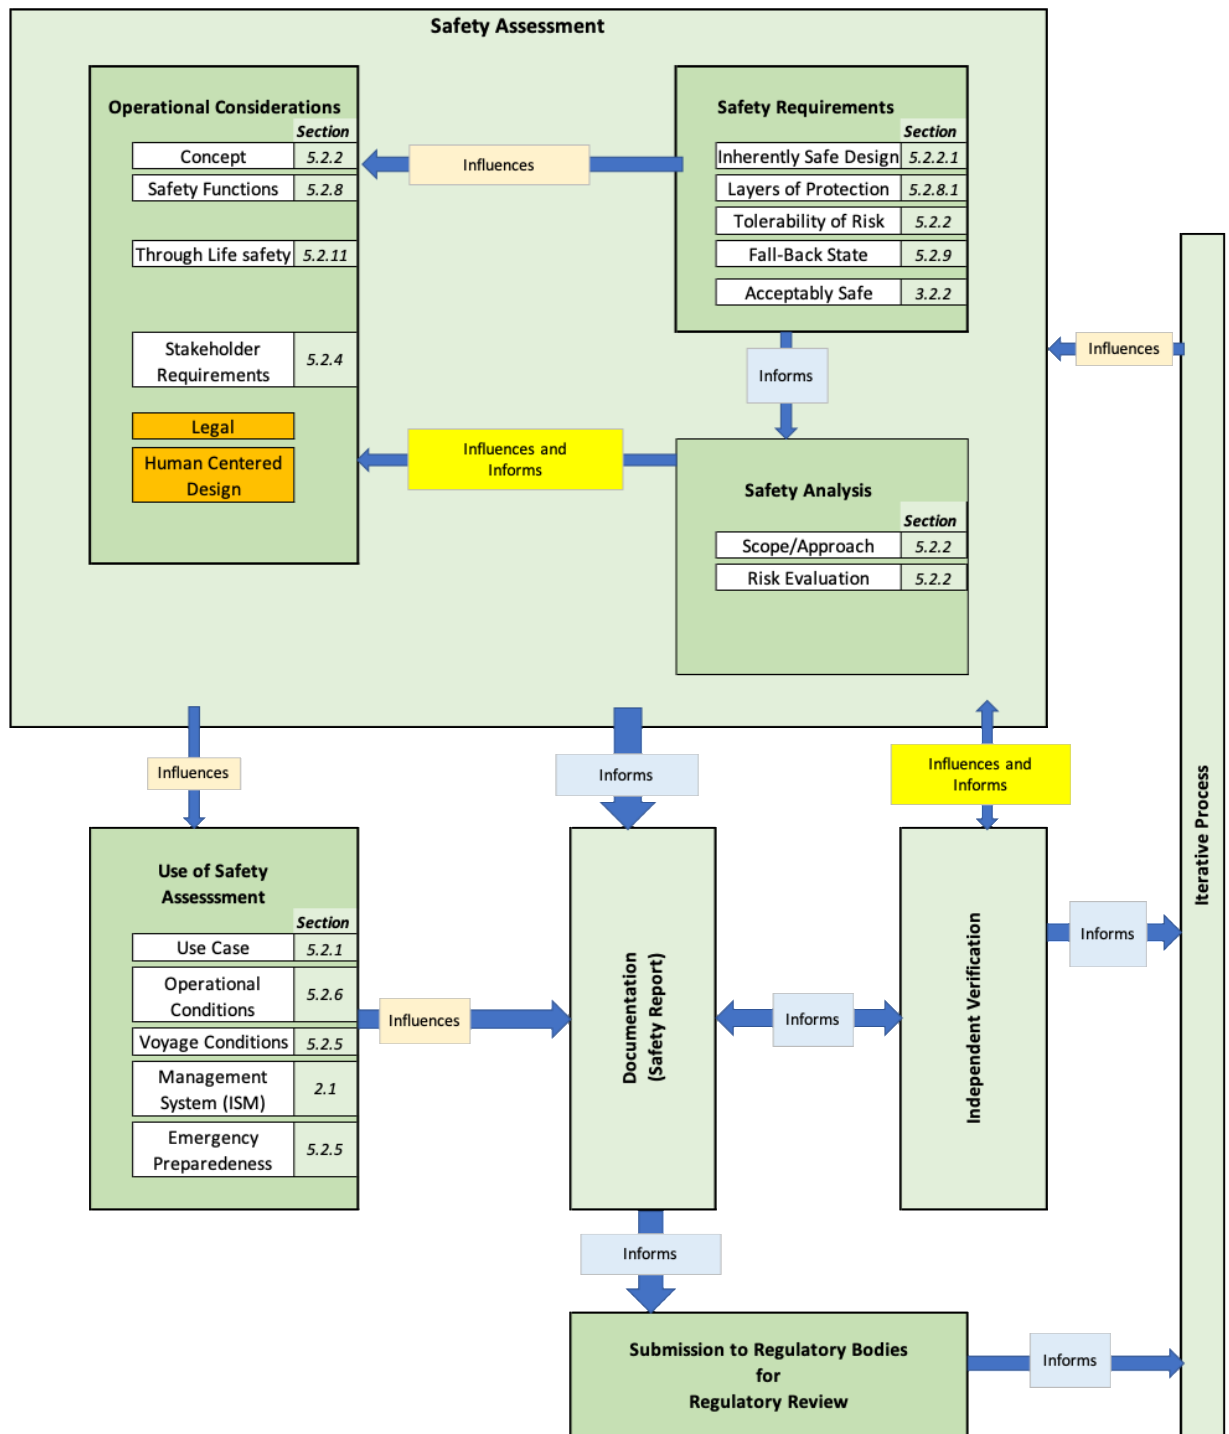 Safety Assessment
Operational Considerations
Section
Concept 5.2.2
Safety Functions 5.2.8
Through Life safety 5.2.11
Stakeholder
Requirements
5.2.4
Legal
Human Centered
Design
Influences
Safety Requirements
Section
Inherently Safe Design 5.2.2.1
Layers of Protection 5.2.8.1
Tolerability of Risk 5.2.2
Fall-Back State 5.2.9
Acceptably Safe 3.2.2
Informs
Influences and
Informs
Safety Analysis
Section
Scope/Approach 5.2.2
Risk Evaluation 5.2.2
Influences
Iterative Process
Influences
Informs
Influences and
Informs
Use of Safety
Assesssment
Section
Use Case 5.2.1
Operational
Conditions
5.2.6
Voyage Conditions 5.2.5
Management
System (ISM)
2.1
Emergency
Preparedeness
5.2.5
Influences
Documentation
(Safety Report)
Informs
Independent Verification
Informs
Informs
Submission to Regulatory Bodies
for
Regulatory Review
Informs